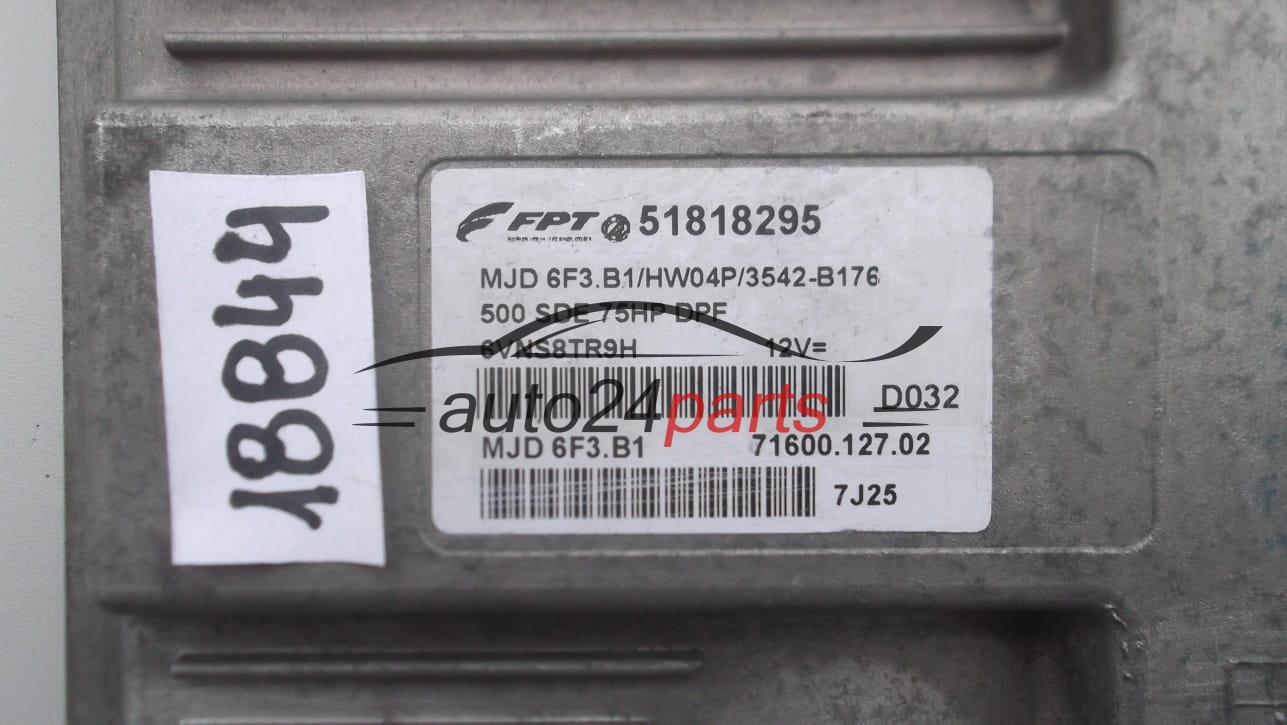 18844
FPT 51818295
MJD 6F3.B1/HW04P/3542-B176
500 SDE 75HP DPF
6VNS8TR9H 12V=
D032
auto24parts
MJD 6F3.B1 71600.127.02
7J25